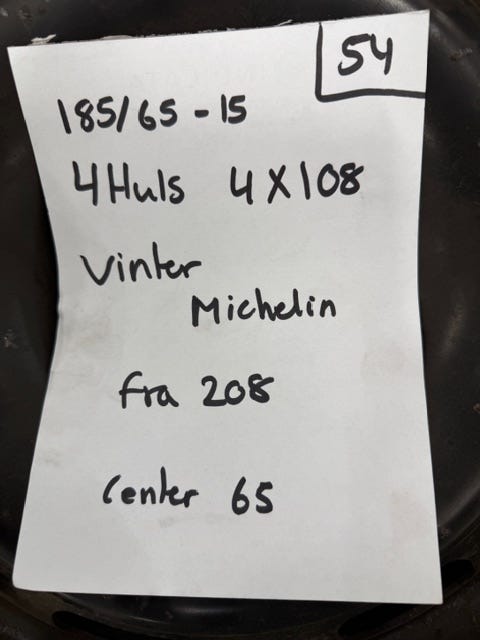 54
185/65-15
4Huls 4X108
Vinter
Michelin
fra 208
Center 65